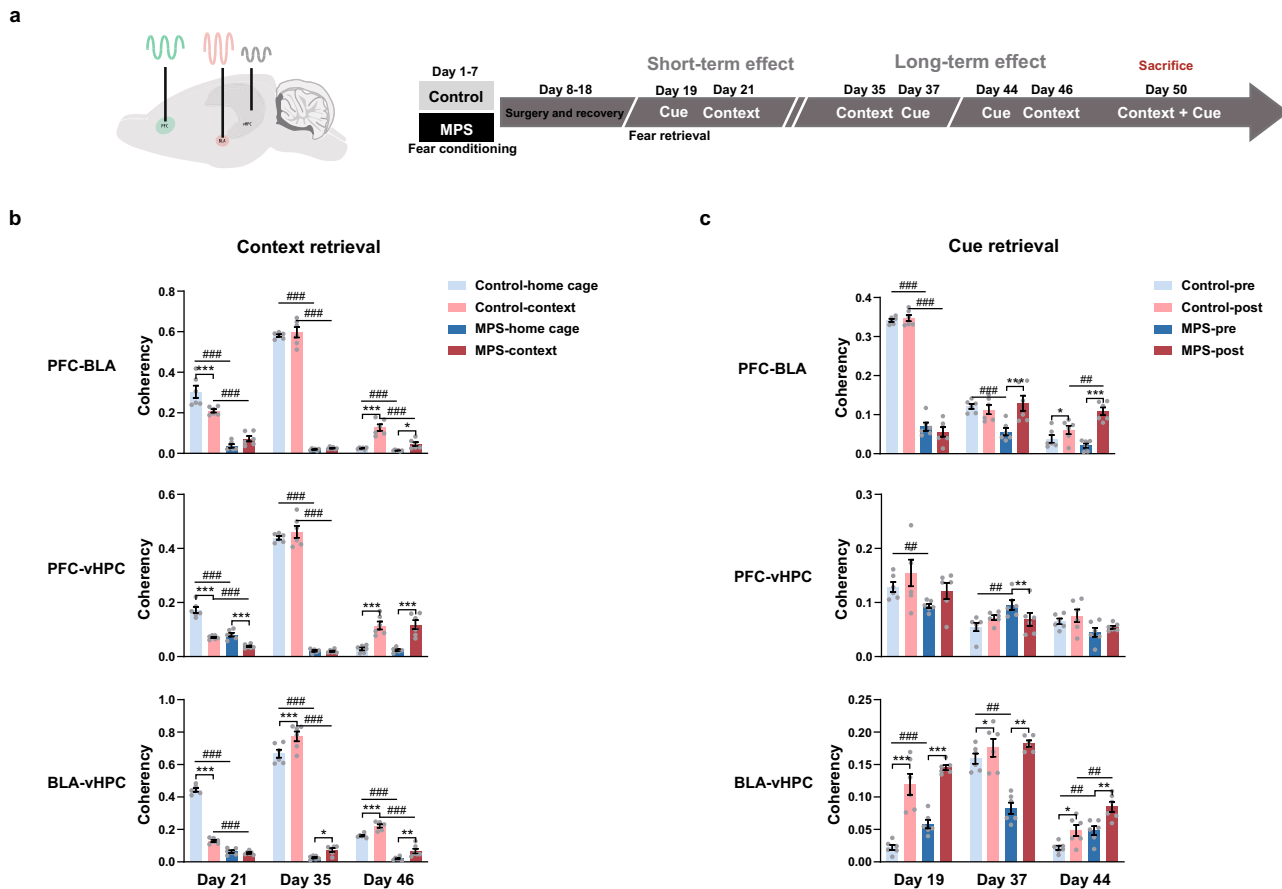 a
PFC
BLA
vHPC
Day 1-7
Control
MPS
Fear conditioning
Short-term effect
Long-term effect
Sacrifice
Day 8-18
Day 19
Day 21
Day 35
Day 37
Day 44
Day 46
Day 50
Surgery and recovery
Cue
Context
Context
Cue
Cue
Context
Context + Cue
Fear retrieval
b
Context retrieval
Control-home cage
Control-context
MPS-home cage
MPS-context
PFC-BLA
Coherency
0.8
0.6
0.4
0.2
0.0
###
***
###
###
###
###
***
###
*
PFC-vHPC
Coherency
0.6
0.4
0.2
0.0
###
***
###
***
###
###
***
***
BLA-vHPC
Coherency
1.0
0.8
0.6
0.4
0.2
0.0
###
***
###
###
***
###
*
###
***
###
**
Day 21
Day 35
Day 46
c
Cue retrieval
Control-pre
Control-post
MPS-pre
MPS-post
PFC-BLA
Coherency
0.4
0.3
0.2
0.1
0.0
###
###
###
***
*
##
***
PFC-vHPC
Coherency
0.3
0.2
0.1
0.0
##
##
**
BLA-vHPC
Coherency
0.25
0.20
0.15
0.10
0.05
0.00
###
***
***
##
*
**
##
##
*
**
Day 19
Day 37
Day 44